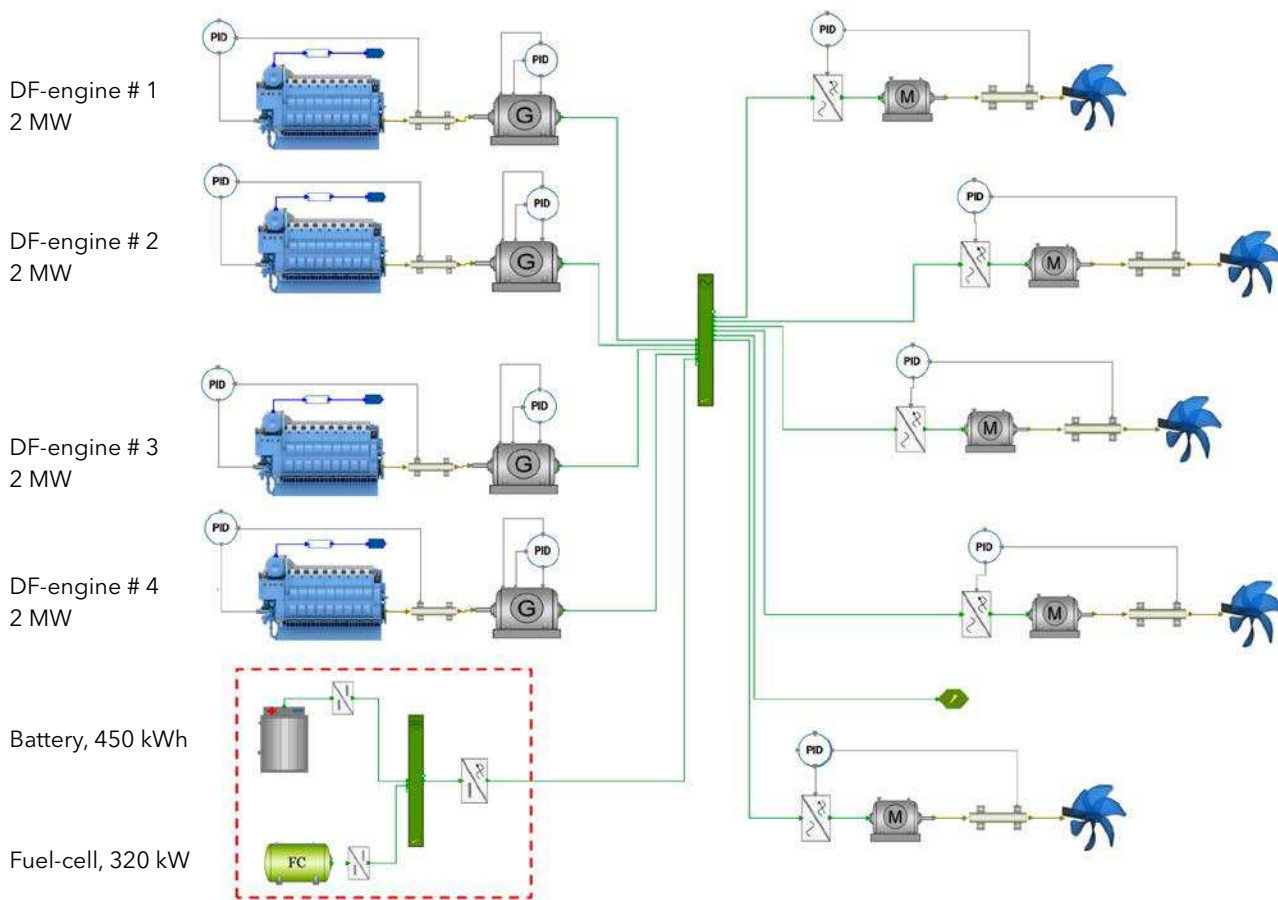 PID
PID
PID
DF-engine # 1
2 MW
G
M
PID
PID
PID
DF-engine # 2
2 MW
G
M
PID
PID
PID
DF-engine # 3
2 MW
G
M
PID
PID
PID
DF-engine # 4
2 MW
G
M
Battery, 450 kWh
PID
M
Fuel-cell, 320 kW
FC